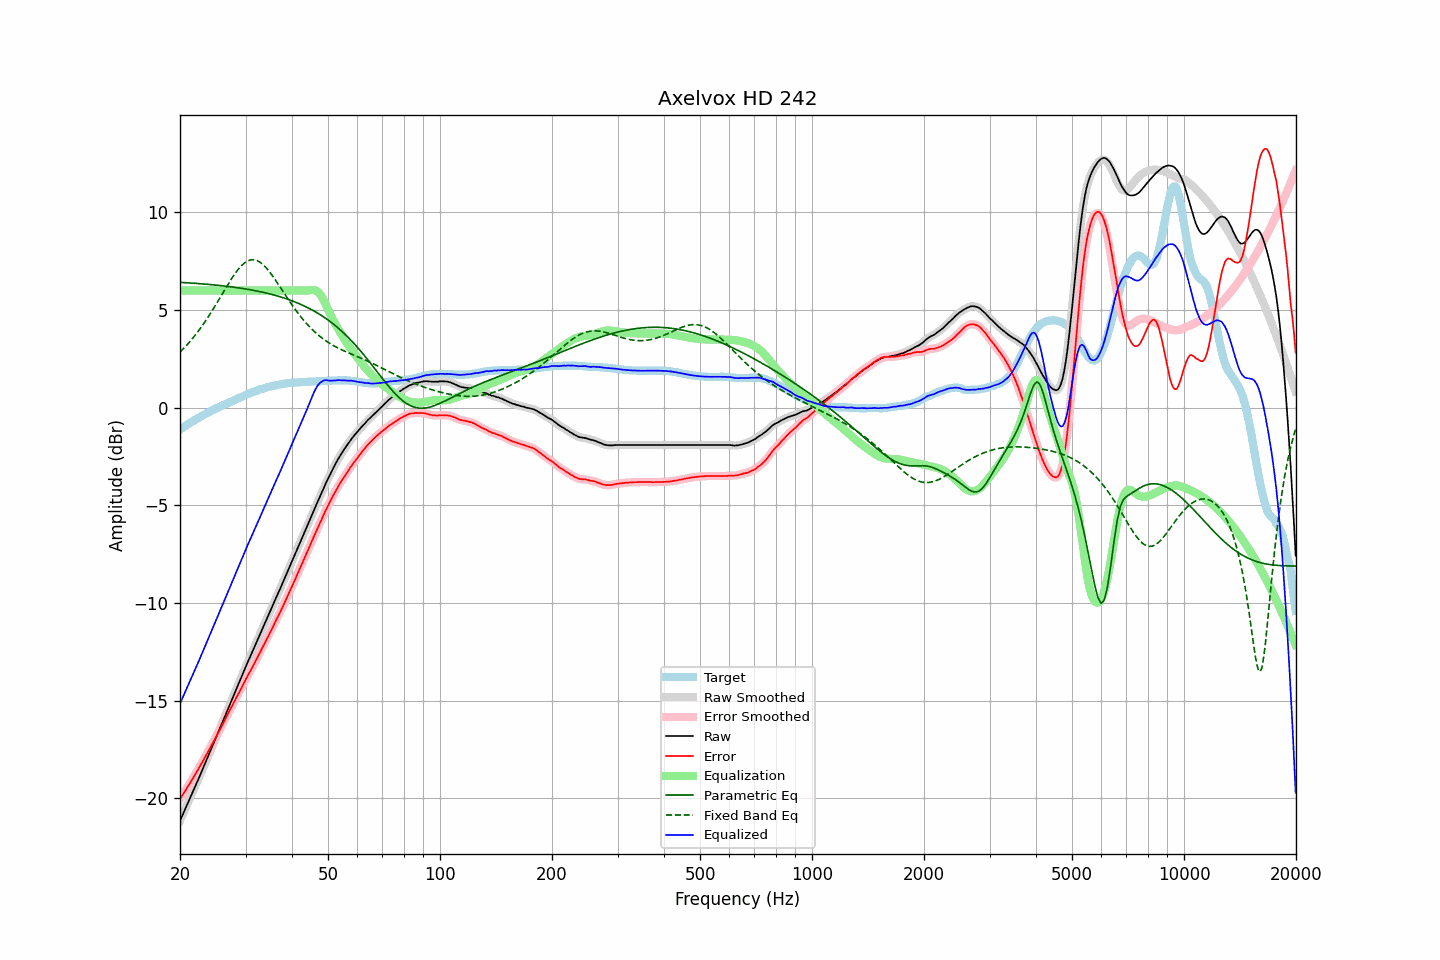 Axelvox HD 242
Amplitude (dBr)
10
5
0
−5
−10
−15
−20
Target
Raw Smoothed
Error Smoothed
Raw
Error
Equalization
Parametric Eq
Fixed Band Eq
Equalized
20
50
100
200
500
1000
2000
5000
10000
20000
Frequency (Hz)